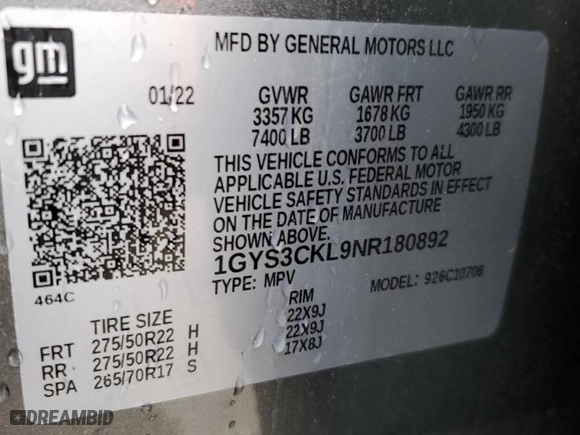 gm
MFD BY GENERAL MOTORS LLC
01/22 GVWR GAWR FRT GAWR RR
3357 KG 1678 KG 1950 KG
7400 LB 3700 LB 4300 LB
THIS VEHICLE CONFORMS TO ALL
APPLICABLE U.S. FEDERAL MOTOR
VEHICLE SAFETY STANDARDS IN EFFECT
ON THE DATE OF MANUFACTURE
SHOWN ABOVE.
1GYS3CKL9NR180892
464C TYPE: MPV MODEL: 926C10706
TIRE SIZE RIM
FRT 275/50R22 H 22X9J
RR 275/50R22 H 22X9J
SPA 265/70R17 S 17X8J
DREAMBID